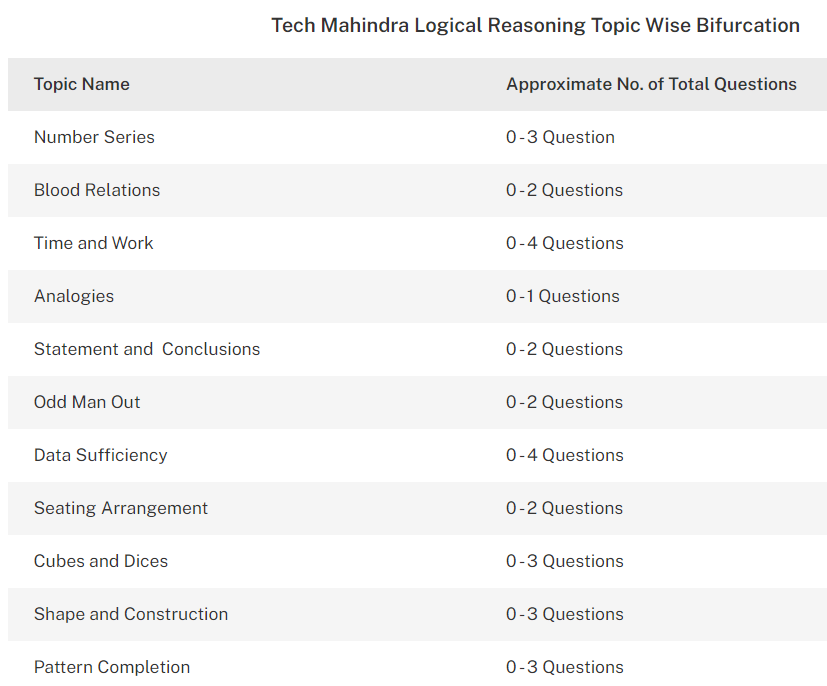 Tech Mahindra Logical Reasoning Topic Wise Bifurcation
Topic Name Approximate No. of Total Questions
Number Series 0-3 Question
Blood Relations 0-2 Questions
Time and Work 0-4 Questions
Analogies 0-1 Questions
Statement and Conclusions 0-2 Questions
Odd Man Out 0-2 Questions
Data Sufficiency 0-4 Questions
Seating Arrangement 0-2 Questions
Cubes and Dices 0-3 Questions
Shape and Construction 0-3 Questions
Pattern Completion 0-3 Questions